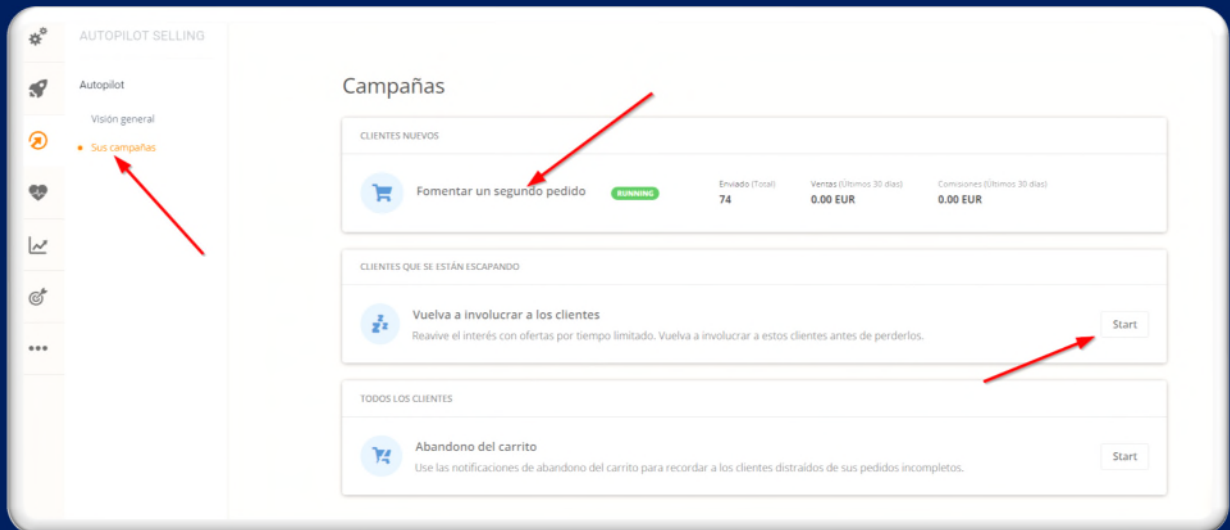 AUTOPILOT SELLING
Autopilot
Visión general
Sus campañas
Campañas
CLIENTES NUEVOS
Fomentar un segundo pedido
RUNNING
Enviado (Total)
74
Ventas (Últimos 30 días)
0.00 EUR
Comisiones (Últimos 30 días)
0.00 EUR
CLIENTES QUE SE ESTÁN ESCAPANDO
Vuelva a involucrar a los clientes
Reavive el interés con ofertas por tiempo limitado. Vuelva a involucrar a estos clientes antes de perderlos.
Start
TODOS LOS CLIENTES
Abandono del carrito
Use las notificaciones de abandono del carrito para recordar a los clientes distraídos de sus pedidos incompletos.
Start